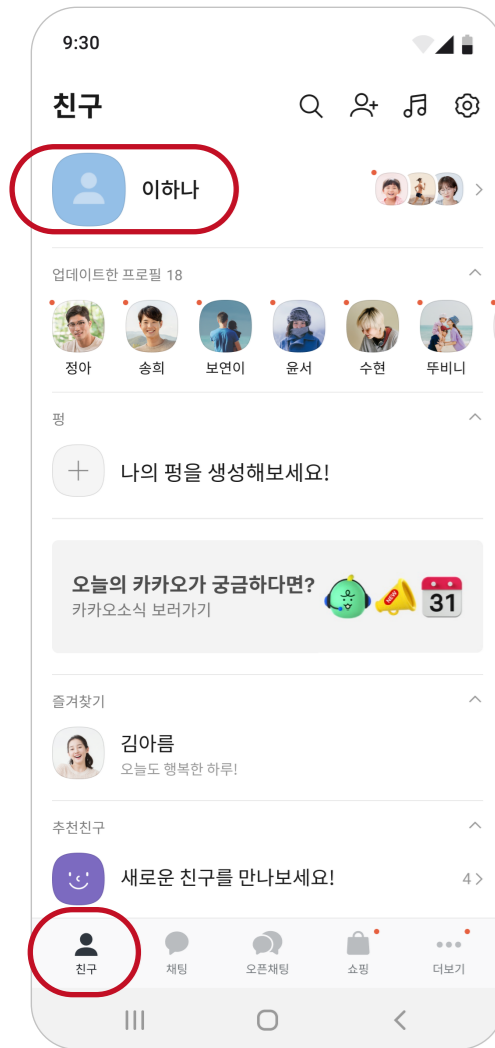 9:30
친구
이하나
업데이트한 프로필 18
정아 송희 보연이 윤서 수현 뚜비니
펑
나의 펑을 생성해보세요!
오늘의 카카오가 궁금하다면?
카카오소식 보러가기
NEW
31
즐겨찾기
김아름
오늘도 행복한 하루!
추천친구
새로운 친구를 만나보세요! 4
친구 채팅 오픈채팅 쇼핑 더보기